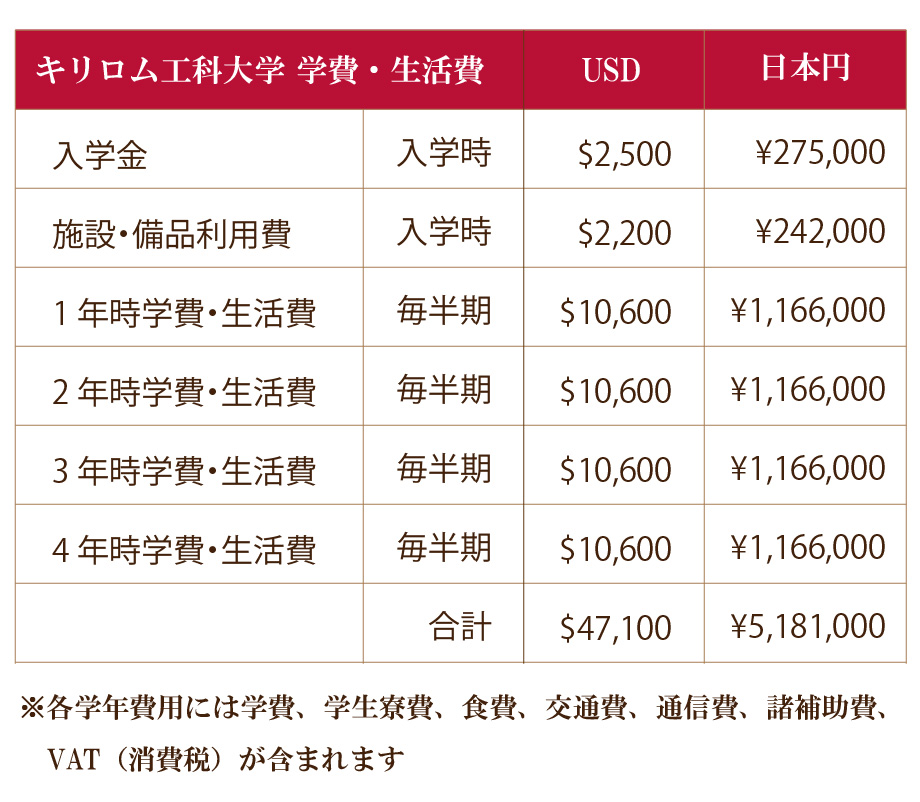 キリロム工科大学 学費・生活費 USD 日本円
入学金 入学時 $2,500 ¥275,000
施設・備品利用費 入学時 $2,200 ¥242,000
1 年時学費・生活費 毎半期 $10,600 ¥1,166,000
2 年時学費・生活費 毎半期 $10,600 ¥1,166,000
3 年時学費・生活費 毎半期 $10,600 ¥1,166,000
4 年時学費・生活費 毎半期 $10,600 ¥1,166,000
合計 $47,100 ¥5,181,000
※各学年費用には学費、学生寮費、食費、交通費、通信費、諸補助費、
VAT（消費税）が含まれます